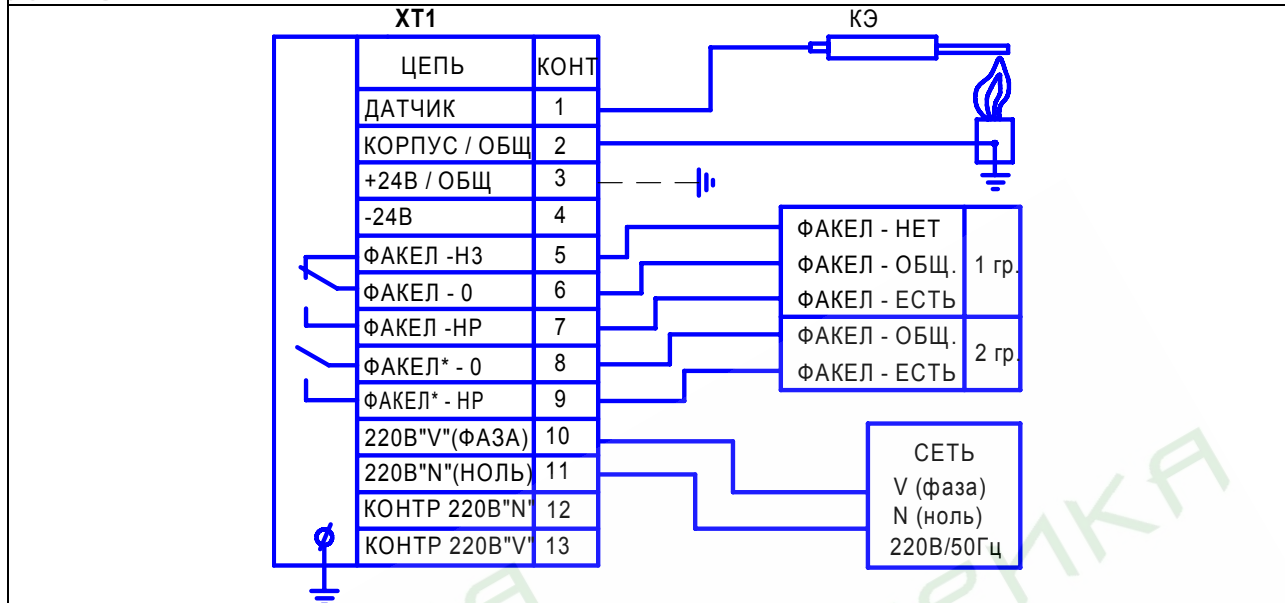 ХТ1
КЭ
ЦЕПЬ КОНТ
ДАТЧИК 1
КОРПУС / ОБЩ 2
+24В / ОБЩ 3
-24В 4
ФАКЕЛ -НЗ 5
ФАКЕЛ - 0 6
ФАКЕЛ -НР 7
ФАКЕЛ* - 0 8
ФАКЕЛ* - НР 9
220В"V"(ФАЗА) 10
220В"N"(НОЛЬ) 11
КОНТР 220В"N" 12
КОНТР 220В"V" 13
ФАКЕЛ - НЕТ
ФАКЕЛ - ОБЩ.
ФАКЕЛ - ЕСТЬ
1 гр.
ФАКЕЛ - ОБЩ.
ФАКЕЛ - ЕСТЬ
2 гр.
СЕТЬ
V (фаза)
N (ноль)
220В/50Гц